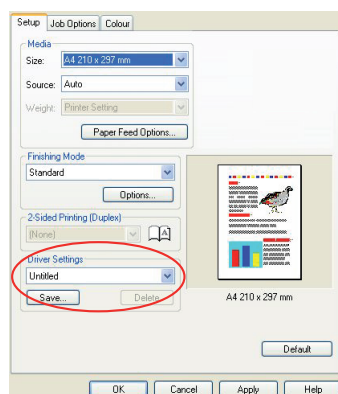 Setup Job Options Colour
Media
Size: A4 210 x 297 mm
Source: Auto
Weight: Printer Setting
Paper Feed Options...
Finishing Mode
Standard
Options...
2-Sided Printing (Duplex)
(None)
A
Driver Settings
Untitled
Save... Delete
A4 210 x 297 mm
Default
OK Cancel Apply Help